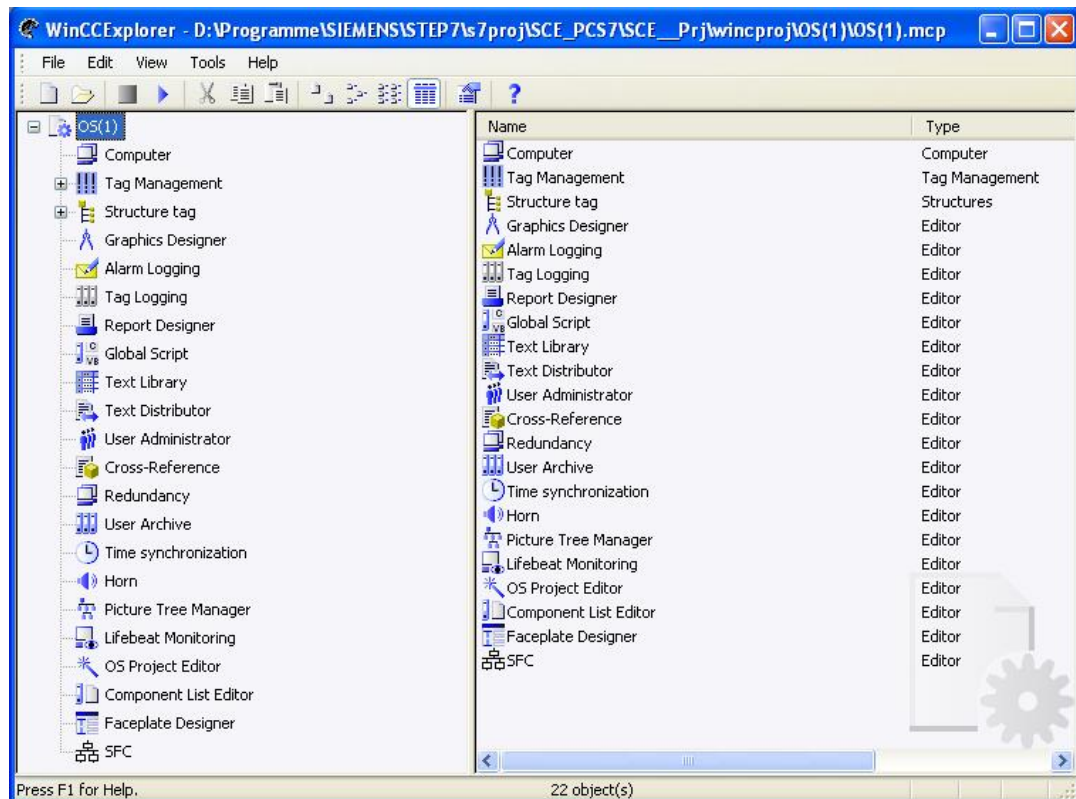 WinCCExplorer - D:\Programme\SIEMENS\STEP7\s7proj\SCE_PCS7\SCE__Prj\wincproj\OS(1)\OS(1).mcp
File Edit View Tools Help
OS(1)
Computer
Tag Management
Structure tag
Graphics Designer
Alarm Logging
Tag Logging
Report Designer
Global Script
Text Library
Text Distributor
User Administrator
Cross-Reference
Redundancy
User Archive
Time synchronization
Horn
Picture Tree Manager
Lifebeat Monitoring
OS Project Editor
Component List Editor
Faceplate Designer
SFC
Name Type
Computer Computer
Tag Management Tag Management
Structure tag Structures
Graphics Designer Editor
Alarm Logging Editor
Tag Logging Editor
Report Designer Editor
Global Script Editor
Text Library Editor
Text Distributor Editor
User Administrator Editor
Cross-Reference Editor
Redundancy Editor
User Archive Editor
Time synchronization Editor
Horn Editor
Picture Tree Manager Editor
Lifebeat Monitoring Editor
OS Project Editor Editor
Component List Editor Editor
Faceplate Designer Editor
SFC Editor
Press F1 for Help. 22 object(s)